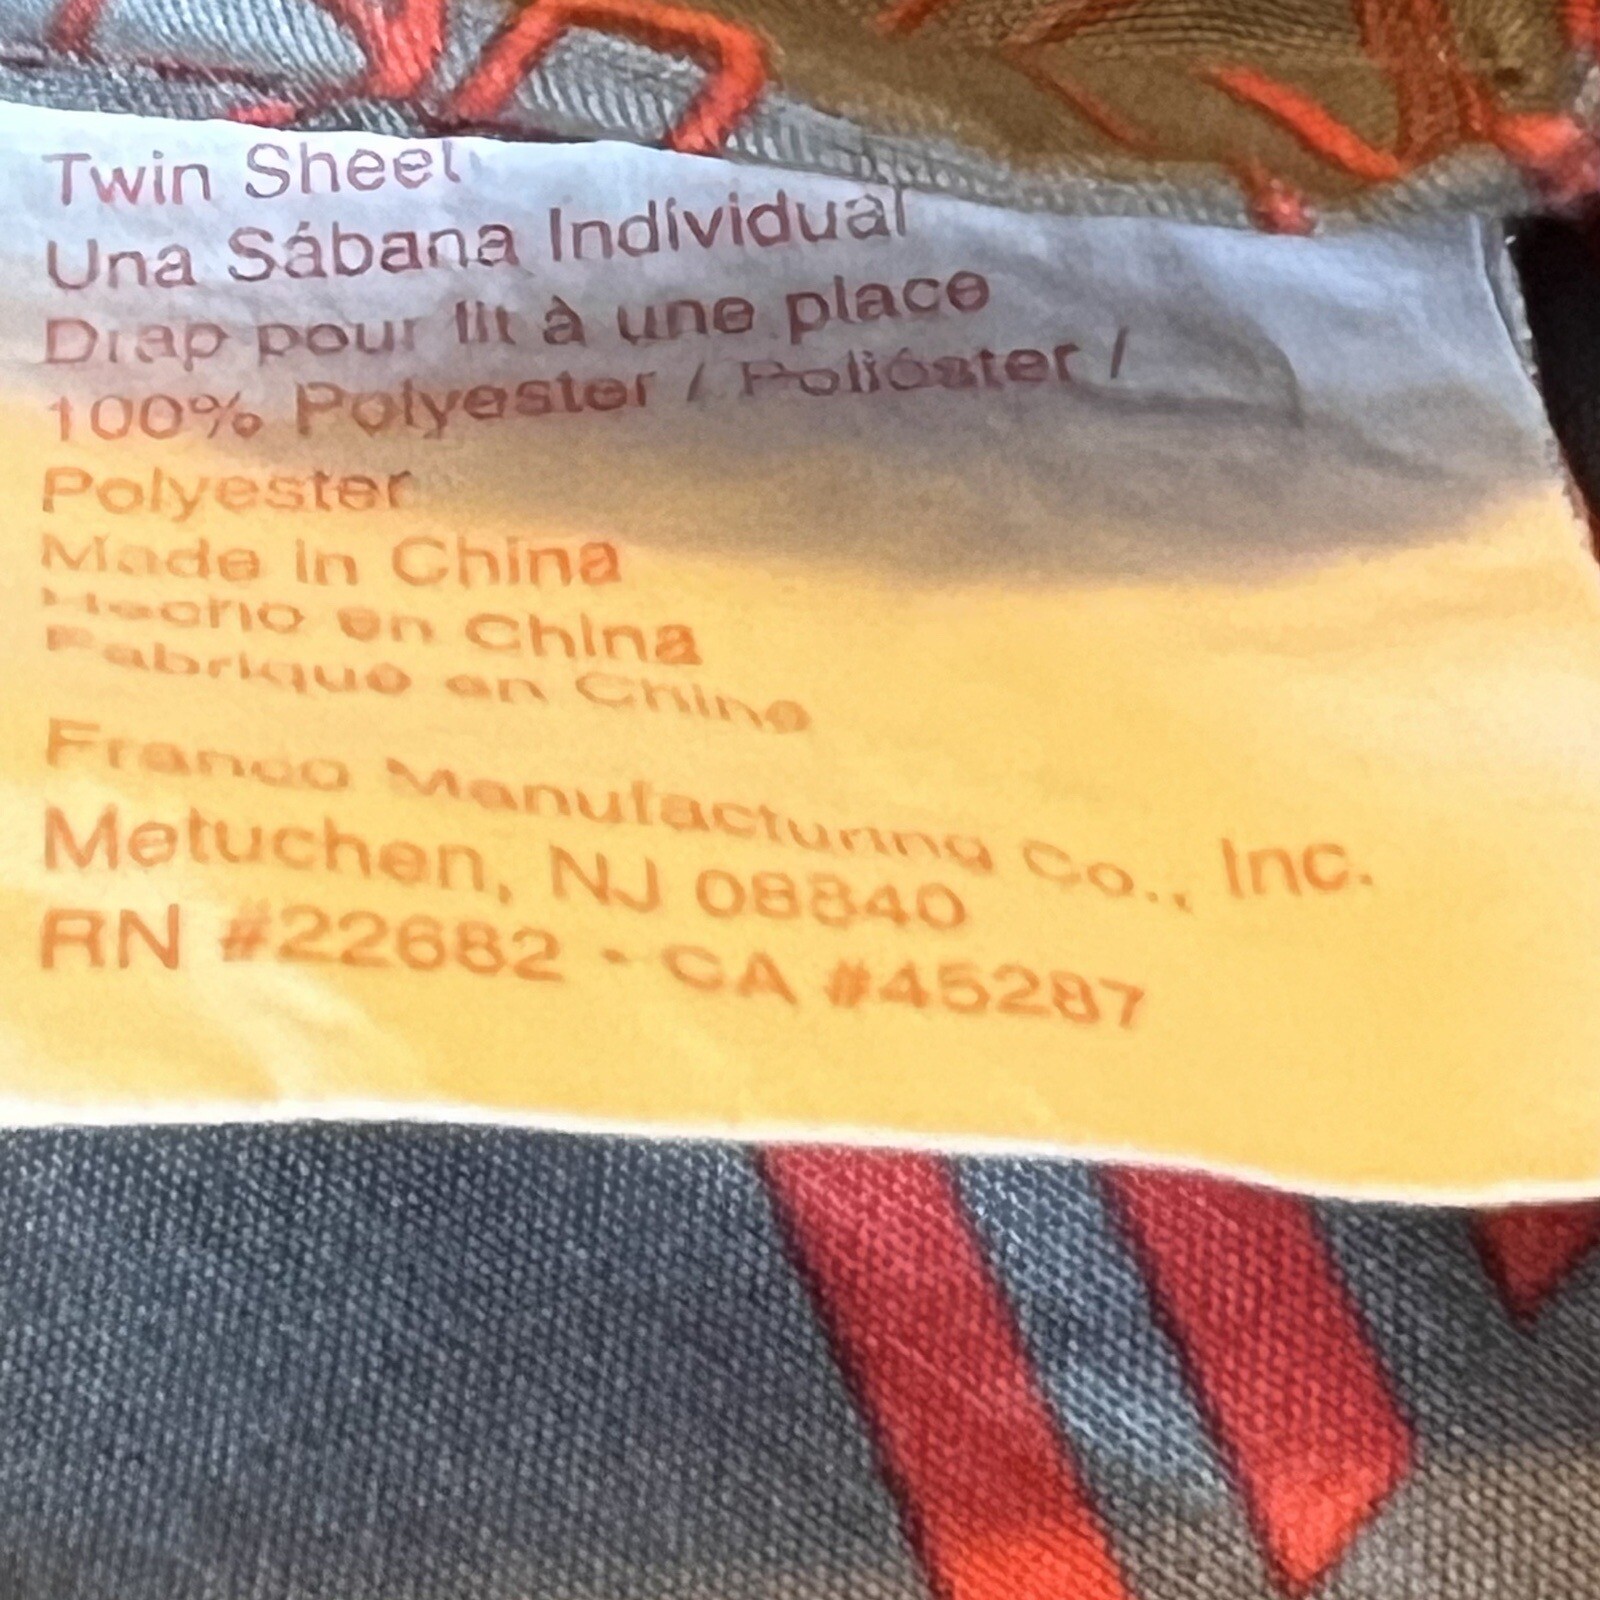 Twin Sheet
Una Sábana Individual
Drap pour lit à une place
100% Polyester / Poliéster /
Polyester
Made in China
Hecho en China
Fabriqué en Chine
Franco Manufacturing Co., Inc.
Metuchen, NJ 08840
RN #22682 - CA #45287